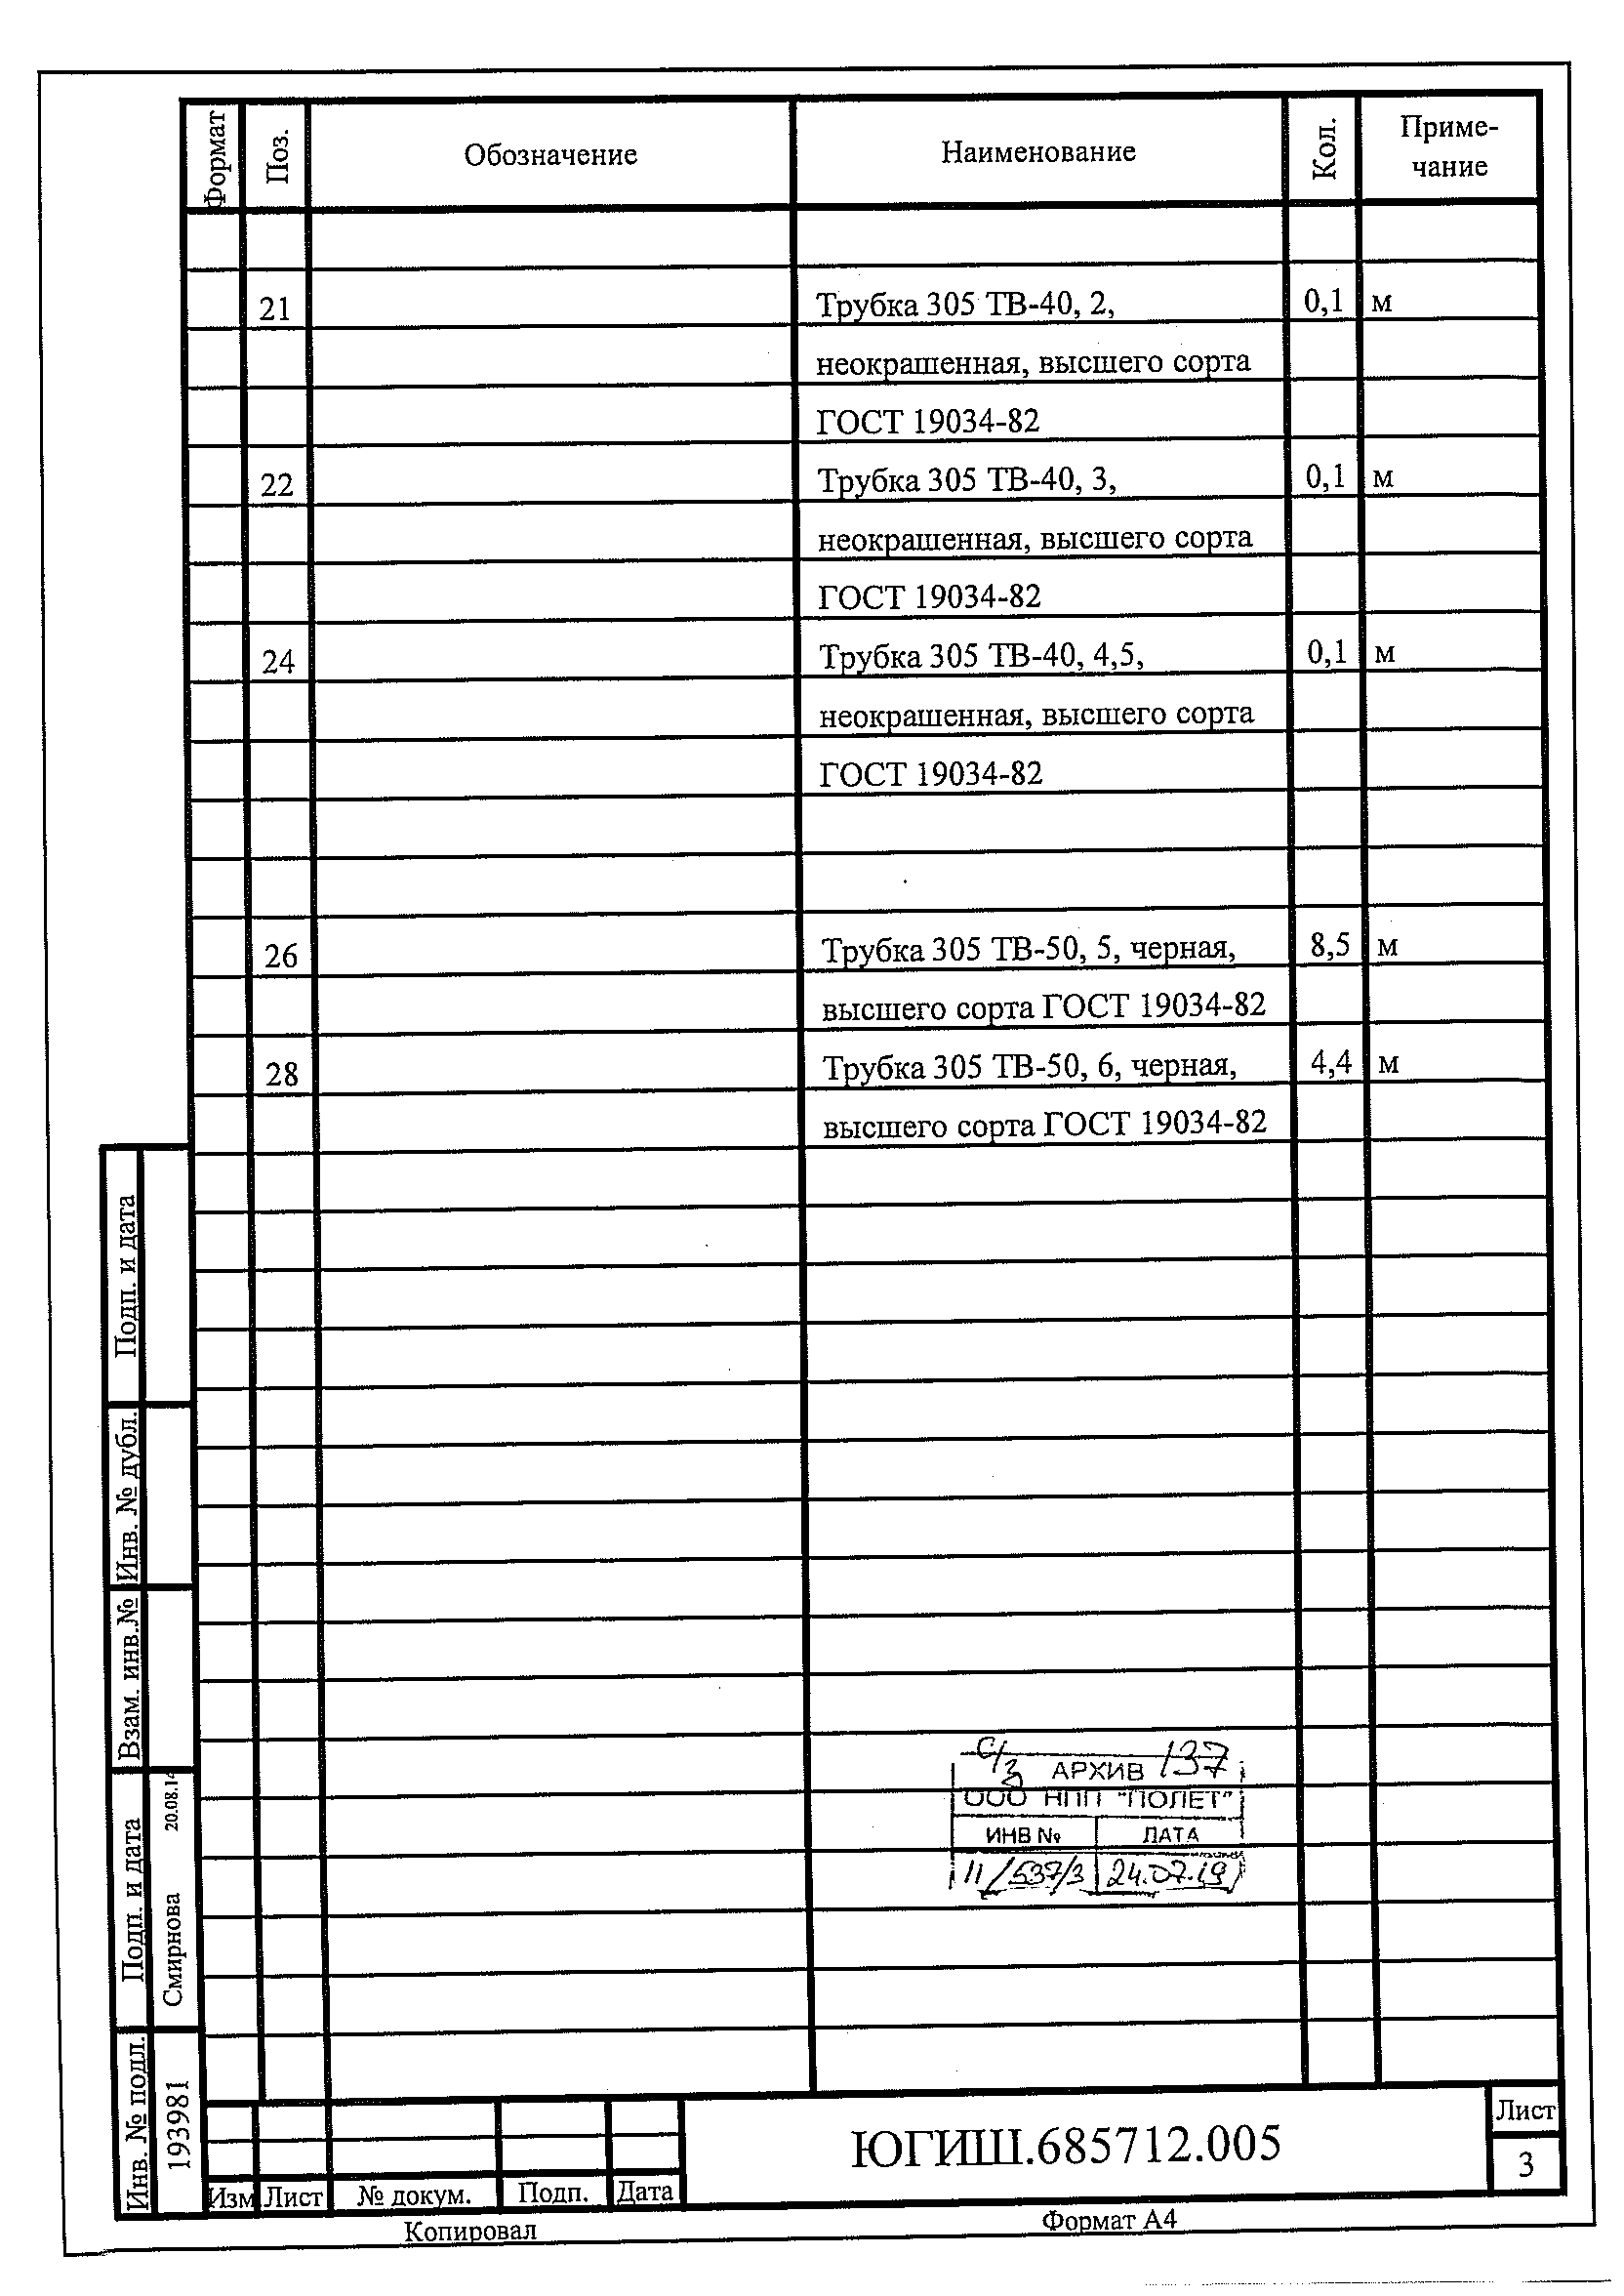 Формат
Поз.
Обозначение
Наименование
Кол.
Приме-
чание
21 Трубка 305 ТВ-40, 2, 0,1 м
неокрашенная, высшего сорта
ГОСТ 19034-82
22 Трубка 305 ТВ-40, 3, 0,1 м
неокрашенная, высшего сорта
ГОСТ 19034-82
24 Трубка 305 ТВ-40, 4,5, 0,1 м
неокрашенная, высшего сорта
ГОСТ 19034-82
26 Трубка 305 ТВ-50, 5, черная, 8,5 м
высшего сорта ГОСТ 19034-82
28 Трубка 305 ТВ-50, 6, черная, 4,4 м
высшего сорта ГОСТ 19034-82
Подп. и дата
Инв. № дубл.
Взам. инв.№
Подп. и дата
Смирнова 20.08.14
Инв. № подл.
193981
с/з АРХИВ 137
ООО НПП "ПОЛЕТ"
ИНВ № ДАТА
11/537/3 24.07.19
Изм Лист № докум. Подп. Дата
ЮГИШ.685712.005
Лист
3
Копировал
Формат А4